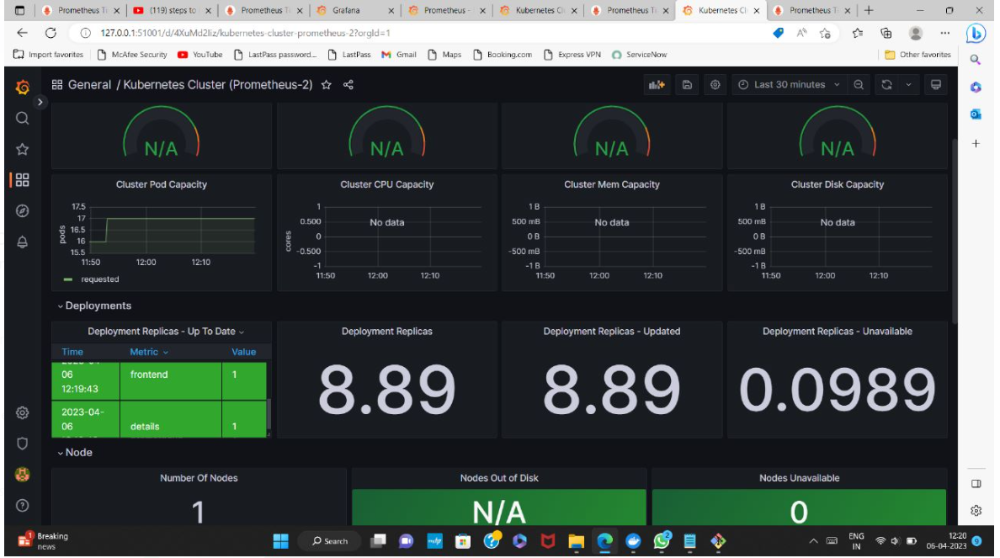 Prometheus Ti
(119) steps to
Prometheus Ti
Grafana
Prometheus -
Kubernetes Cl
Prometheus Ti
Kubernetes Cl
Prometheus Ti
127.0.0.1:51001/d/4XuMd2Iiz/kubernetes-cluster-prometheus-2?orgId=1
Import favorites
McAfee Security
YouTube
LastPass password...
LastPass
Gmail
Maps
Booking.com
Express VPN
ServiceNow
Other favorites
General / Kubernetes Cluster (Prometheus-2)
Last 30 minutes
N/A
N/A
N/A
N/A
Cluster Pod Capacity
17.5
17
16.5
16
15.5
pods
11:50 12:00 12:10
requested
Cluster CPU Capacity
1
0.500
0
-0.500
-1
cores
No data
11:50 12:00 12:10
Cluster Mem Capacity
1 B
500 mB
0 B
-500 mB
-1 B
No data
11:50 12:00 12:10
Cluster Disk Capacity
1 B
500 mB
0 B
-500 mB
-1 B
No data
11:50 12:00 12:10
Deployments
Deployment Replicas - Up To Date
Time Metric Value
06 frontend 1
12:19:43
2023-04-
06 details 1
Deployment Replicas
8.89
Deployment Replicas - Updated
8.89
Deployment Replicas - Unavailable
0.0989
Node
Number Of Nodes
1
Nodes Out of Disk
N/A
Nodes Unavailable
0
1
Breaking
news
Search
2
ENG
IN
12:20
06-04-2023